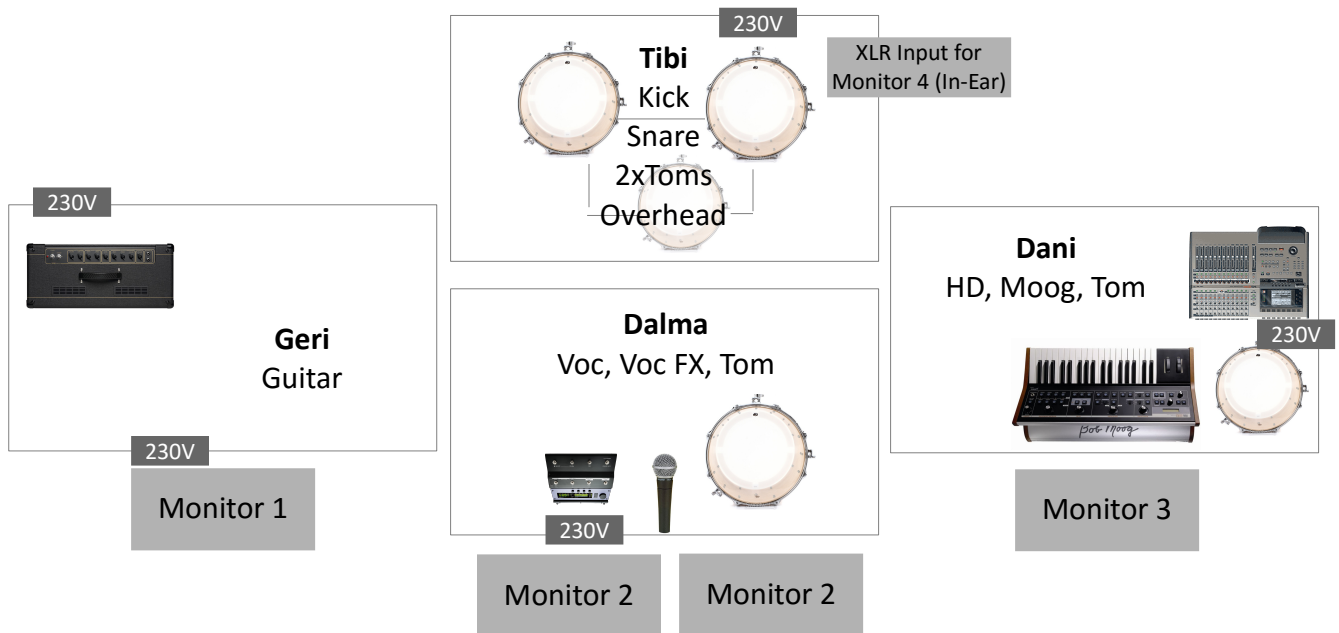 230V
Tibi
Kick
Snare
2xToms
Overhead
XLR Input for
Monitor 4 (In-Ear)
230V
Geri
Guitar
230V
Monitor 1
Dalma
Voc, Voc FX, Tom
230V
Monitor 2
Monitor 2
Dani
HD, Moog, Tom
230V
bob moog
Monitor 3